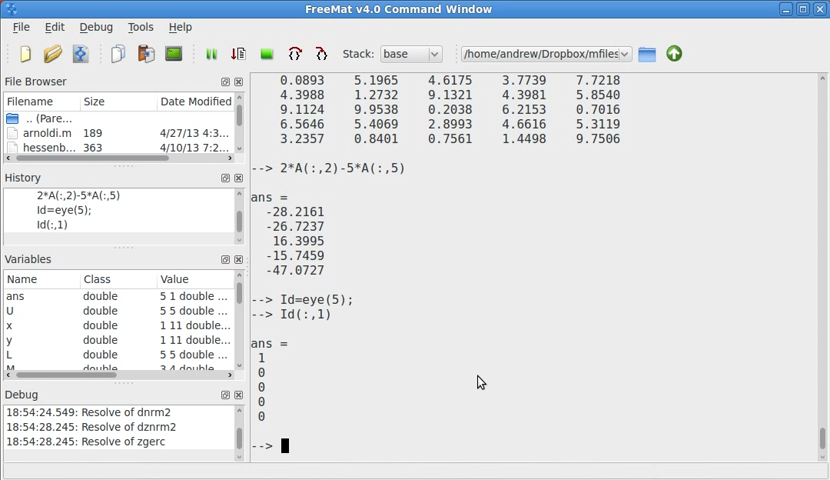 FreeMat v4.0 Command Window
File Edit Debug Tools Help
Stack: base /home/andrew/Dropbox/mfiles
File Browser
Filename Size Date Modified
.. (Pare...
arnoldi.m 189 4/27/13 4:3...
hessenb... 363 4/10/13 7:2...
History
2*A(:,2)-5*A(:,5)
Id=eye(5);
Id(:,1)
Variables
Name Class Value
ans double 5 1 double ...
U double 5 5 double ...
x double 1 11 double...
y double 1 11 double...
L double 5 5 double ...
M 3 4 double
Debug
18:54:24.549: Resolve of dnrm2
18:54:28.245: Resolve of dznrm2
18:54:28.245: Resolve of zgerc
0.0893 5.1965 4.6175 3.7739 7.7218
4.3988 1.2732 9.1321 4.3981 5.8540
9.1124 9.9538 0.2038 6.2153 0.7016
6.5646 5.4069 2.8993 4.6616 5.3119
3.2357 0.8401 0.7561 1.4498 9.7506
--> 2*A(:,2)-5*A(:,5)
ans =
-28.2161
-26.7237
16.3995
-15.7459
-47.0727
--> Id=eye(5);
--> Id(:,1)
ans =
1
0
0
0
0
-->